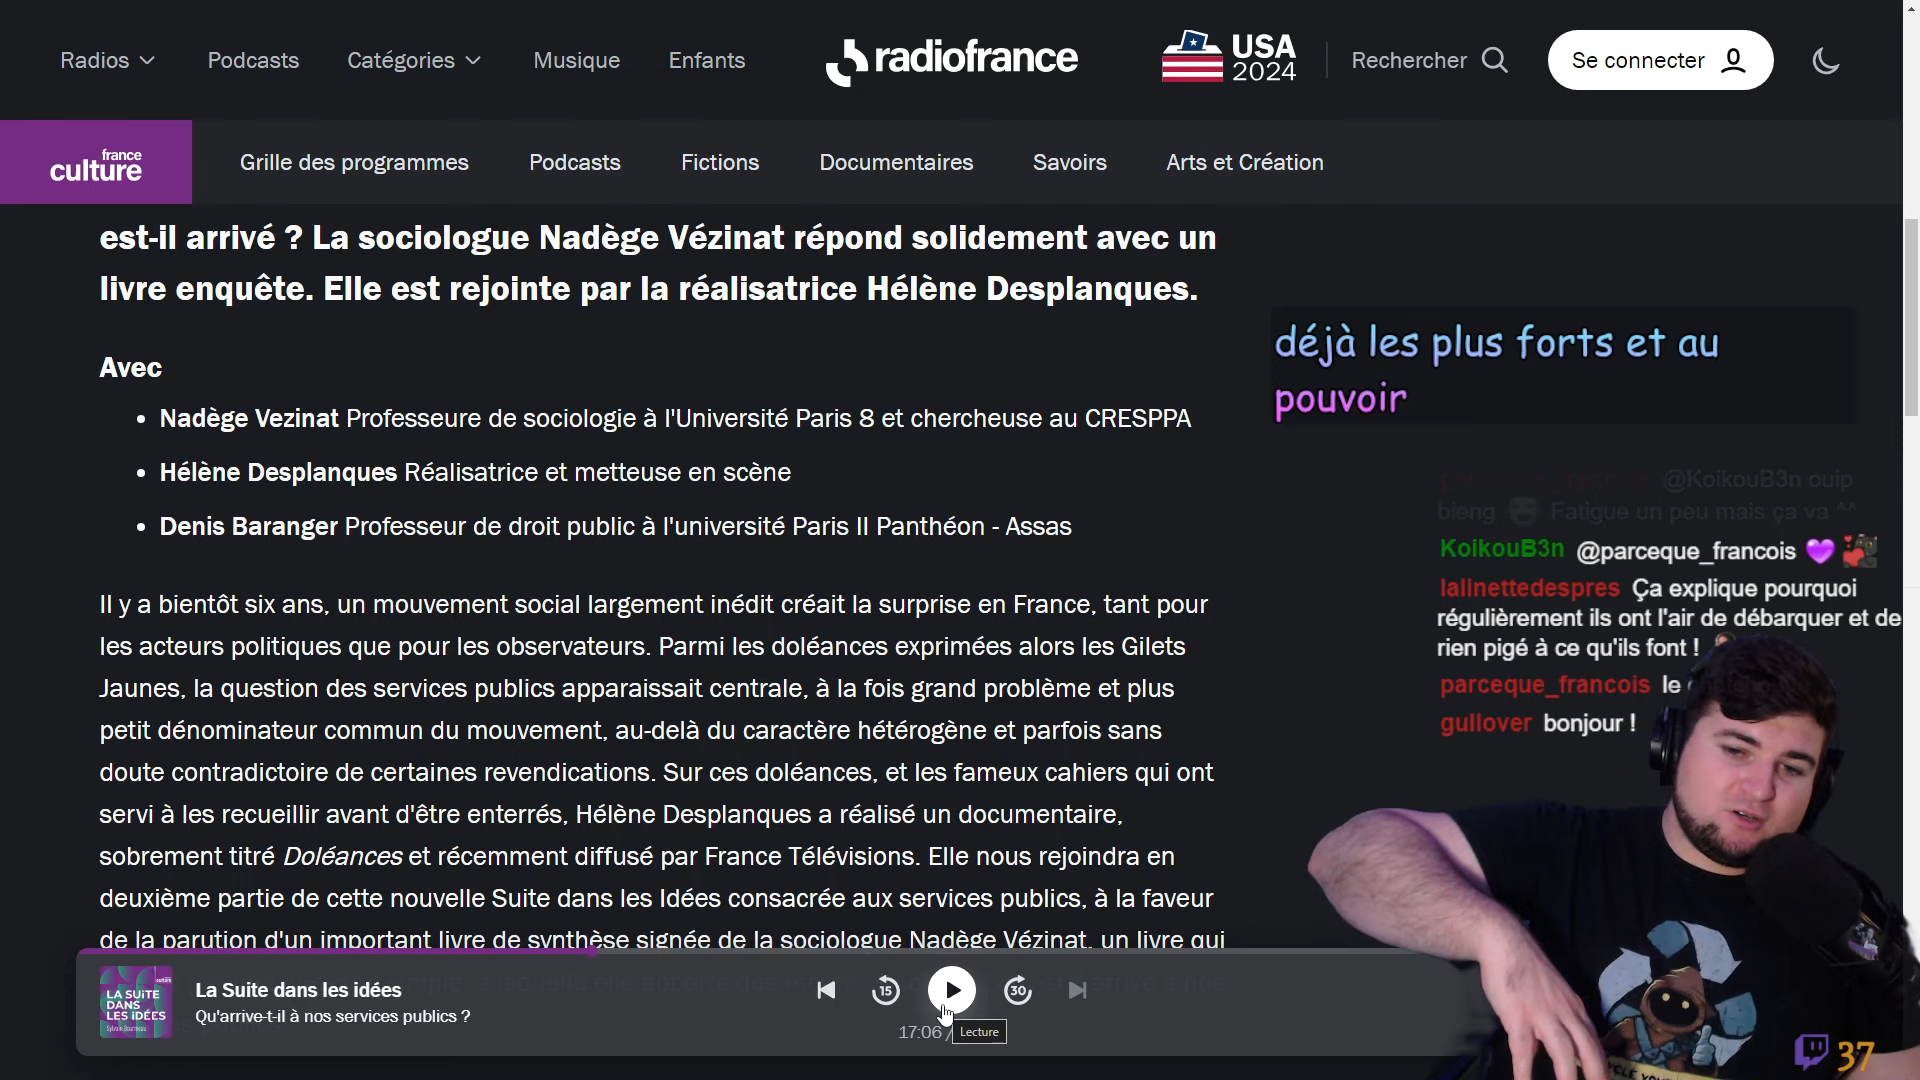 Radios
Podcasts
Catégories
Musique
Enfants
radiofrance
USA
2024
Rechercher
Se connecter
france
culture
Grille des programmes
Podcasts
Fictions
Documentaires
Savoirs
Arts et Création
est-il arrivé ? La sociologue Nadège Vézinat répond solidement avec un
livre enquête. Elle est rejointe par la réalisatrice Hélène Desplanques.
Avec
• Nadège Vezinat Professeure de sociologie à l'Université Paris 8 et chercheuse au CRESPPA
• Hélène Desplanques Réalisatrice et metteuse en scène
• Denis Baranger Professeur de droit public à l'université Paris II Panthéon - Assas
Il y a bientôt six ans, un mouvement social largement inédit créait la surprise en France, tant pour
les acteurs politiques que pour les observateurs. Parmi les doléances exprimées alors les Gilets
Jaunes, la question des services publics apparaissait centrale, à la fois grand problème et plus
petit dénominateur commun du mouvement, au-delà du caractère hétérogène et parfois sans
doute contradictoire de certaines revendications. Sur ces doléances, et les fameux cahiers qui ont
servi à les recueillir avant d'être enterrés, Hélène Desplanques a réalisé un documentaire,
sobrement titré Doléances et récemment diffusé par France Télévisions. Elle nous rejoindra en
deuxième partie de cette nouvelle Suite dans les Idées consacrée aux services publics, à la faveur
de la parution d'un important livre de synthèse signée de la sociologue Nadège Vézinat, un livre qui
déjà les plus forts et au
pouvoir
@KoikouB3n ouip
bieng Fatigue un peu mais ça va ^^
KoikouB3n @parceque_francois 💜
lalinettedespres Ça explique pourquoi
régulièrement ils ont l'air de débarquer et de
rien pigé à ce qu'ils font !
parceque_francois le
gullover bonjour !
LA SUITE
DANS
LES IDÉES
La Suite dans les idées
Qu'arrive-t-il à nos services publics ?
15
30
17:06 /
Lecture
37